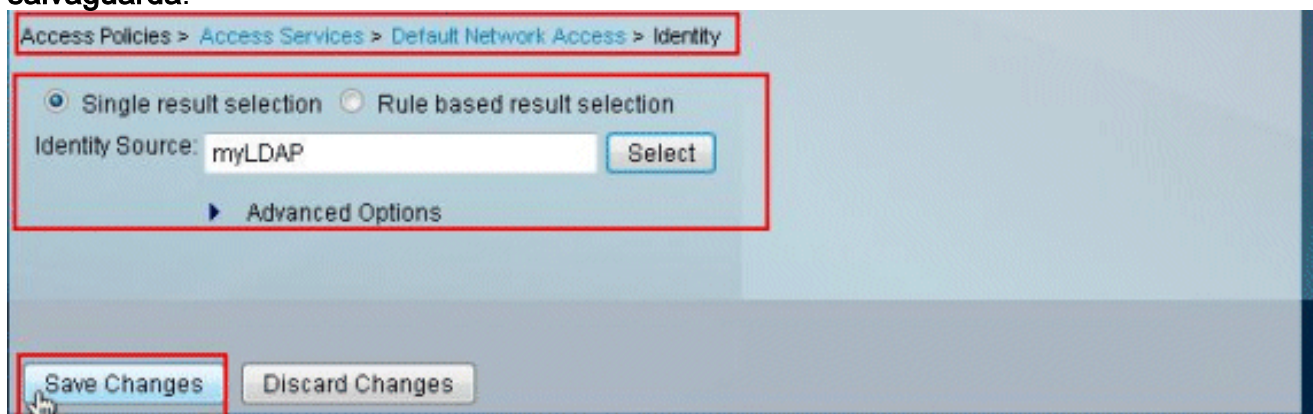 salvaguarda.
Access Policies > Access Services > Default Network Access > Identity
Single result selection Rule based result selection
Identity Source: myLDAP Select
Advanced Options
Save Changes Discard Changes